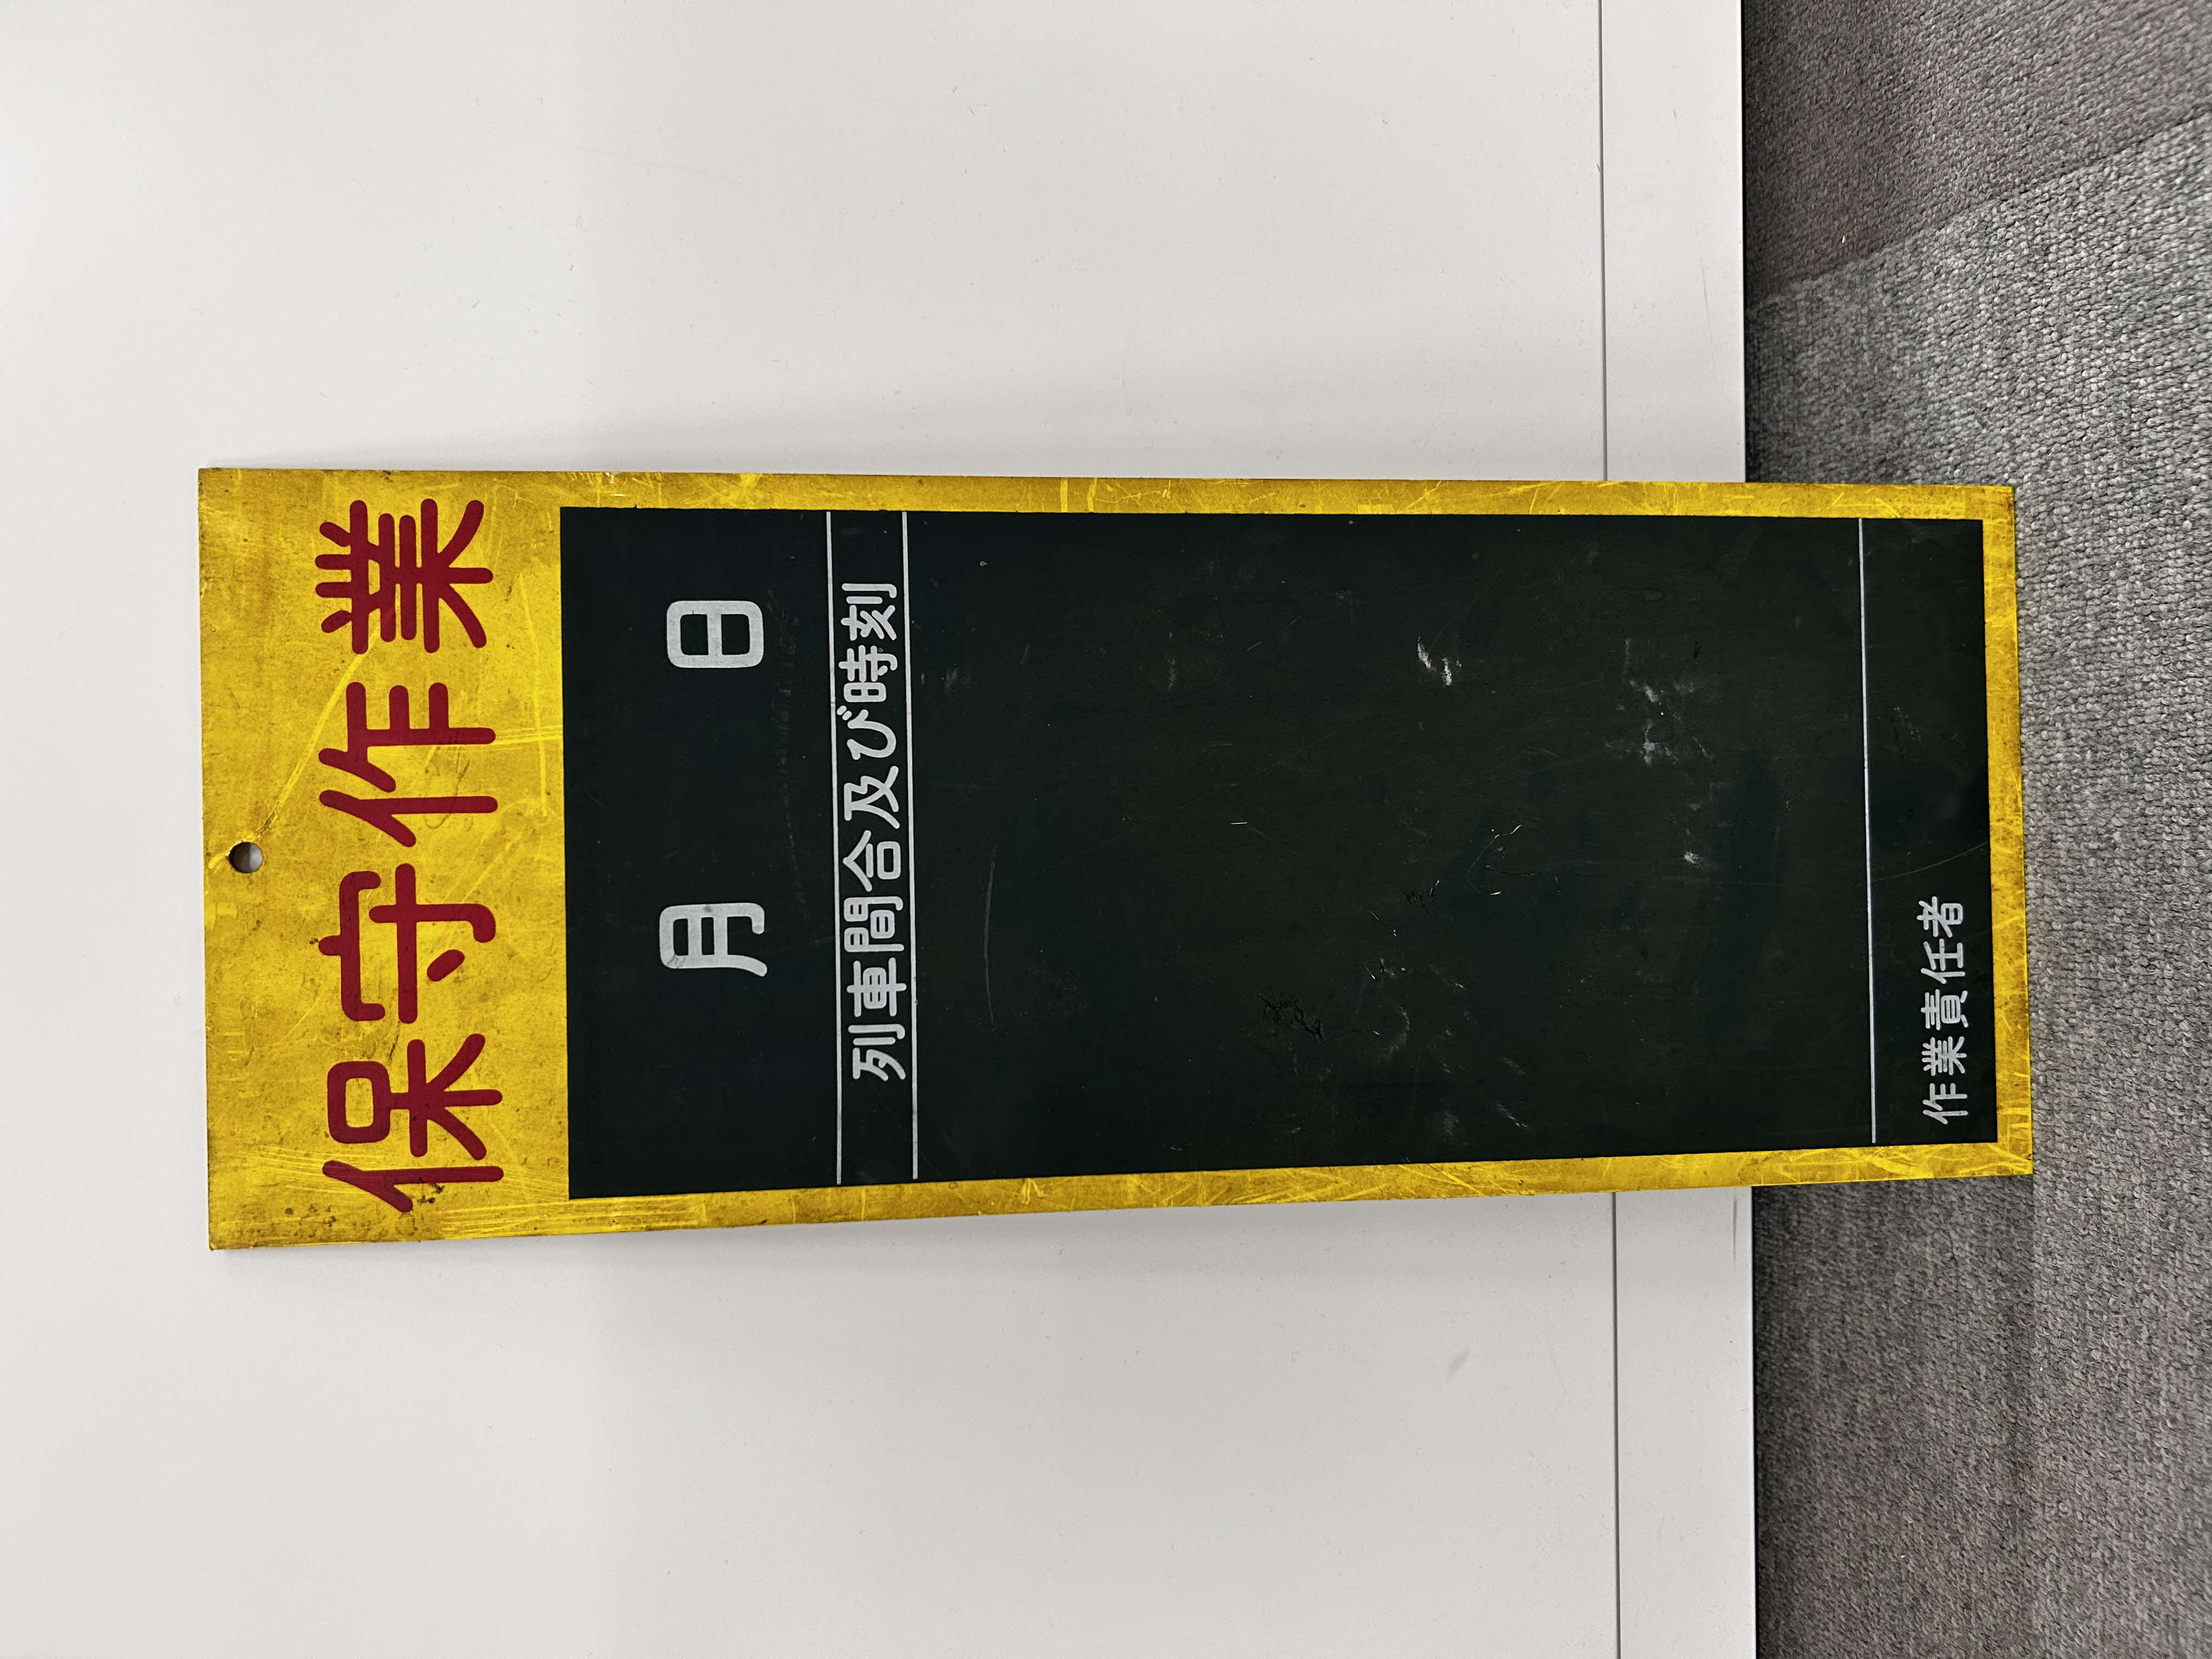 保守作業
月 日
列車間合及び時刻
作業責任者